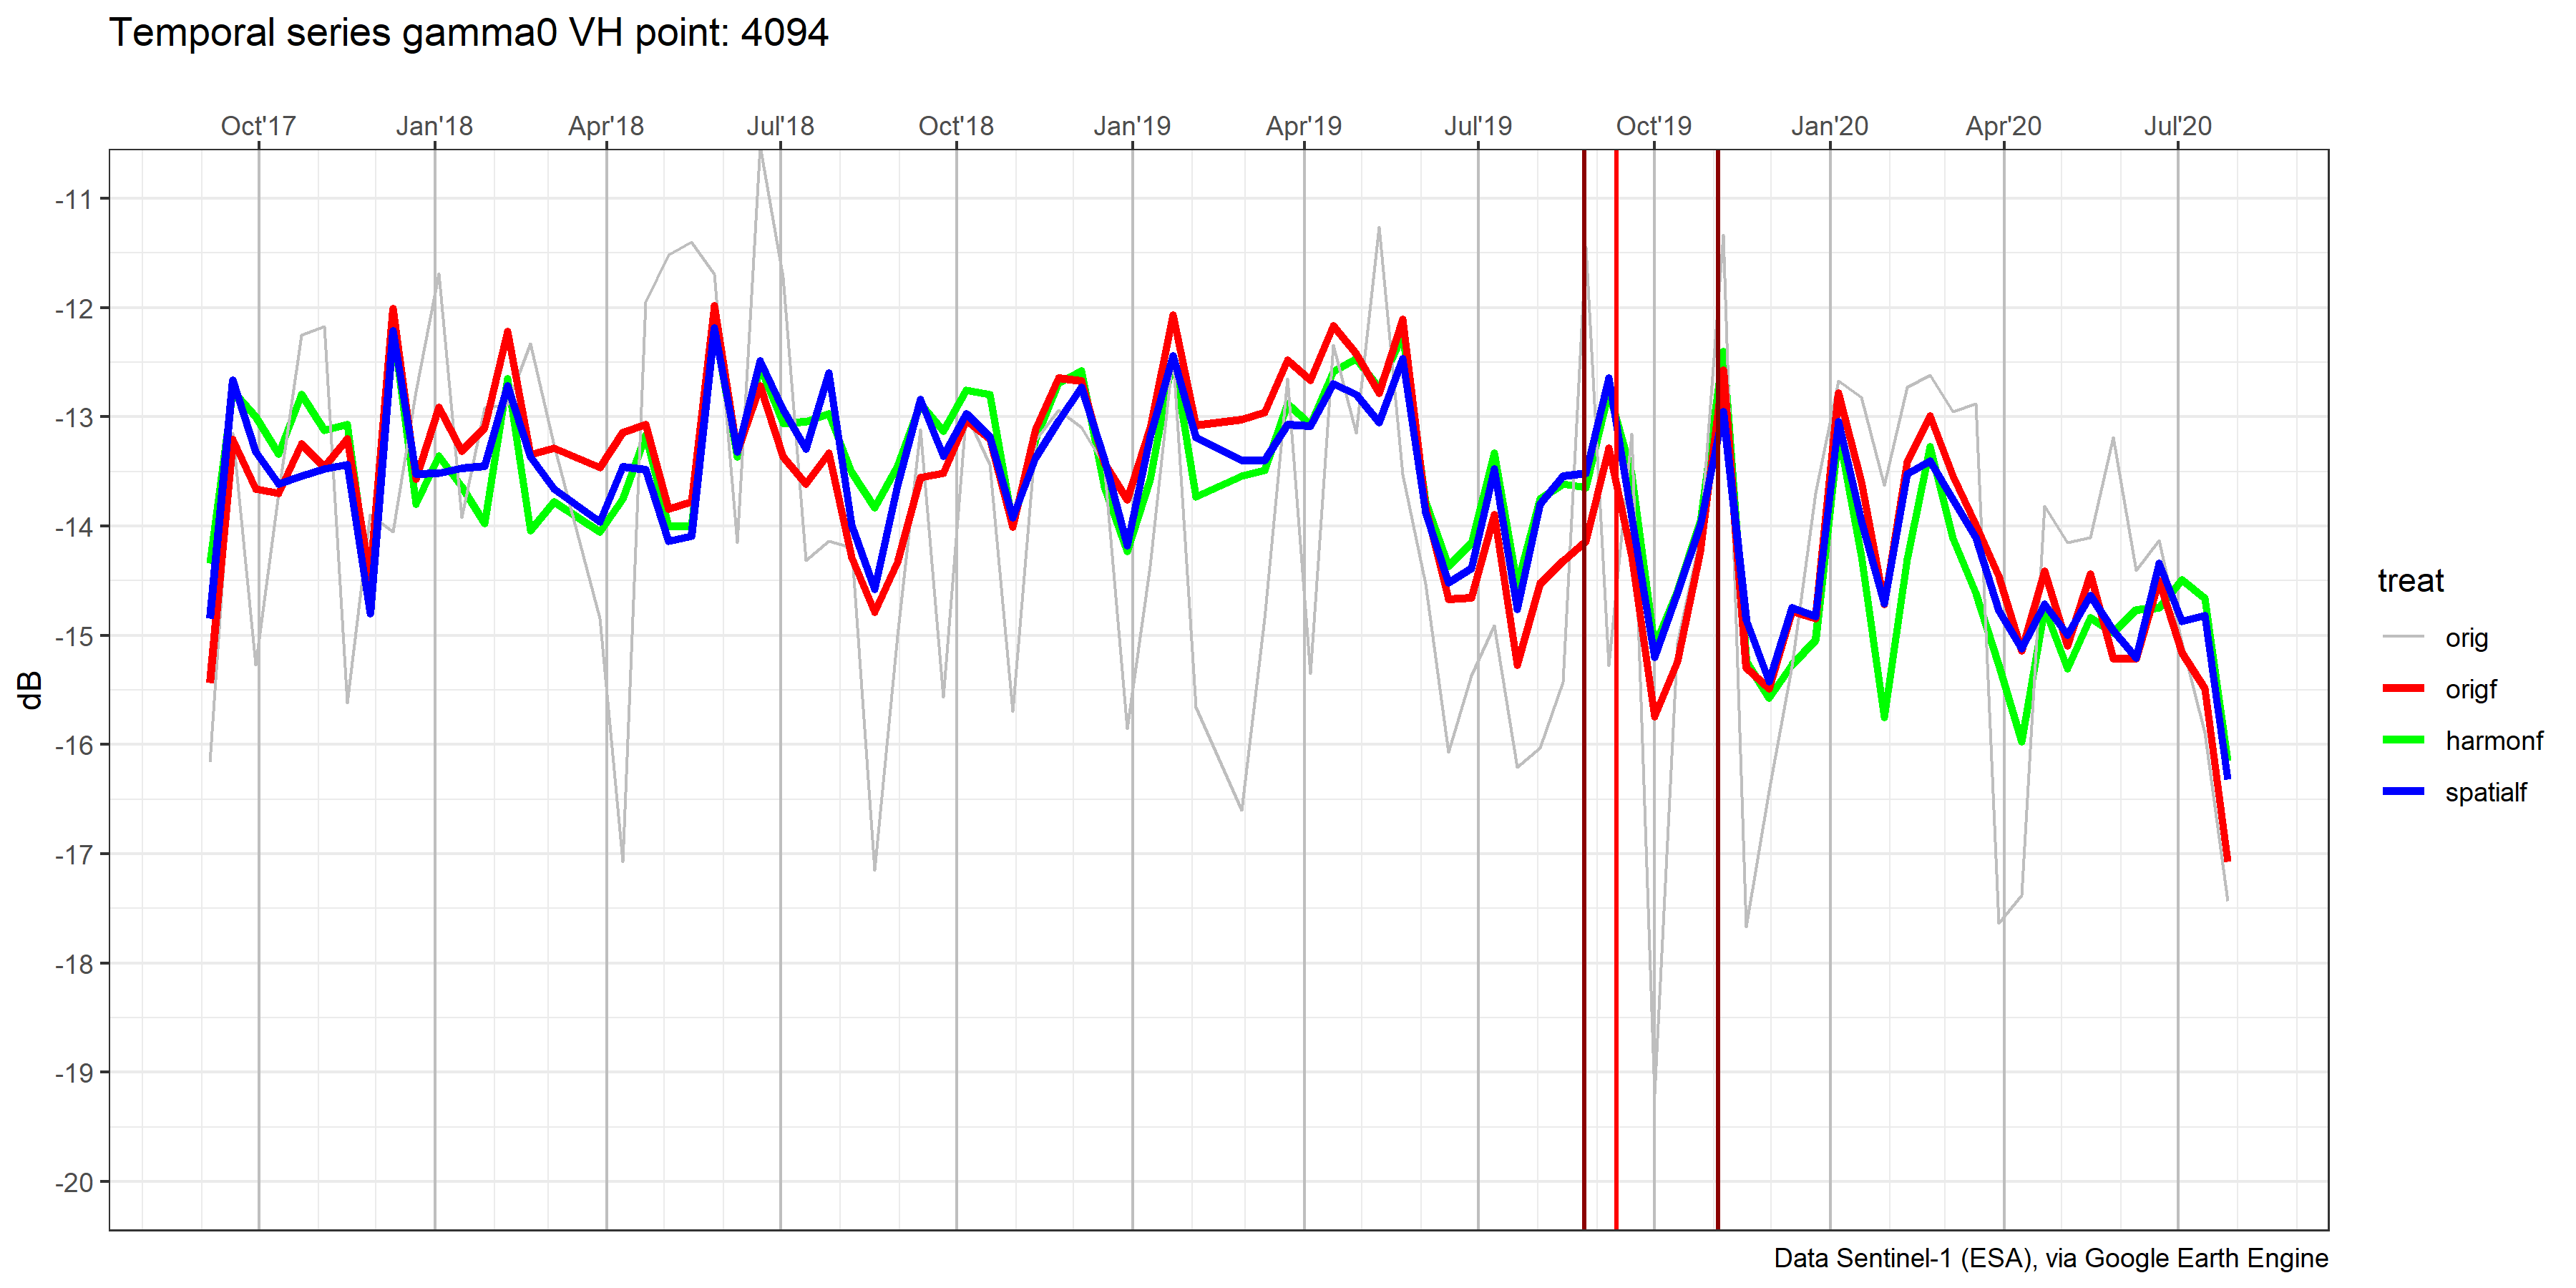 Temporal series gamma0 VH point: 4094
Oct'17 Jan'18 Apr'18 Jul'18 Oct'18 Jan'19 Apr'19 Jul'19 Oct'19 Jan'20 Apr'20 Jul'20
-11
-12
-13
-14
-15
-16
-17
-18
-19
-20
dB
treat
orig
origf
harmonf
spatialf
Data Sentinel-1 (ESA), via Google Earth Engine